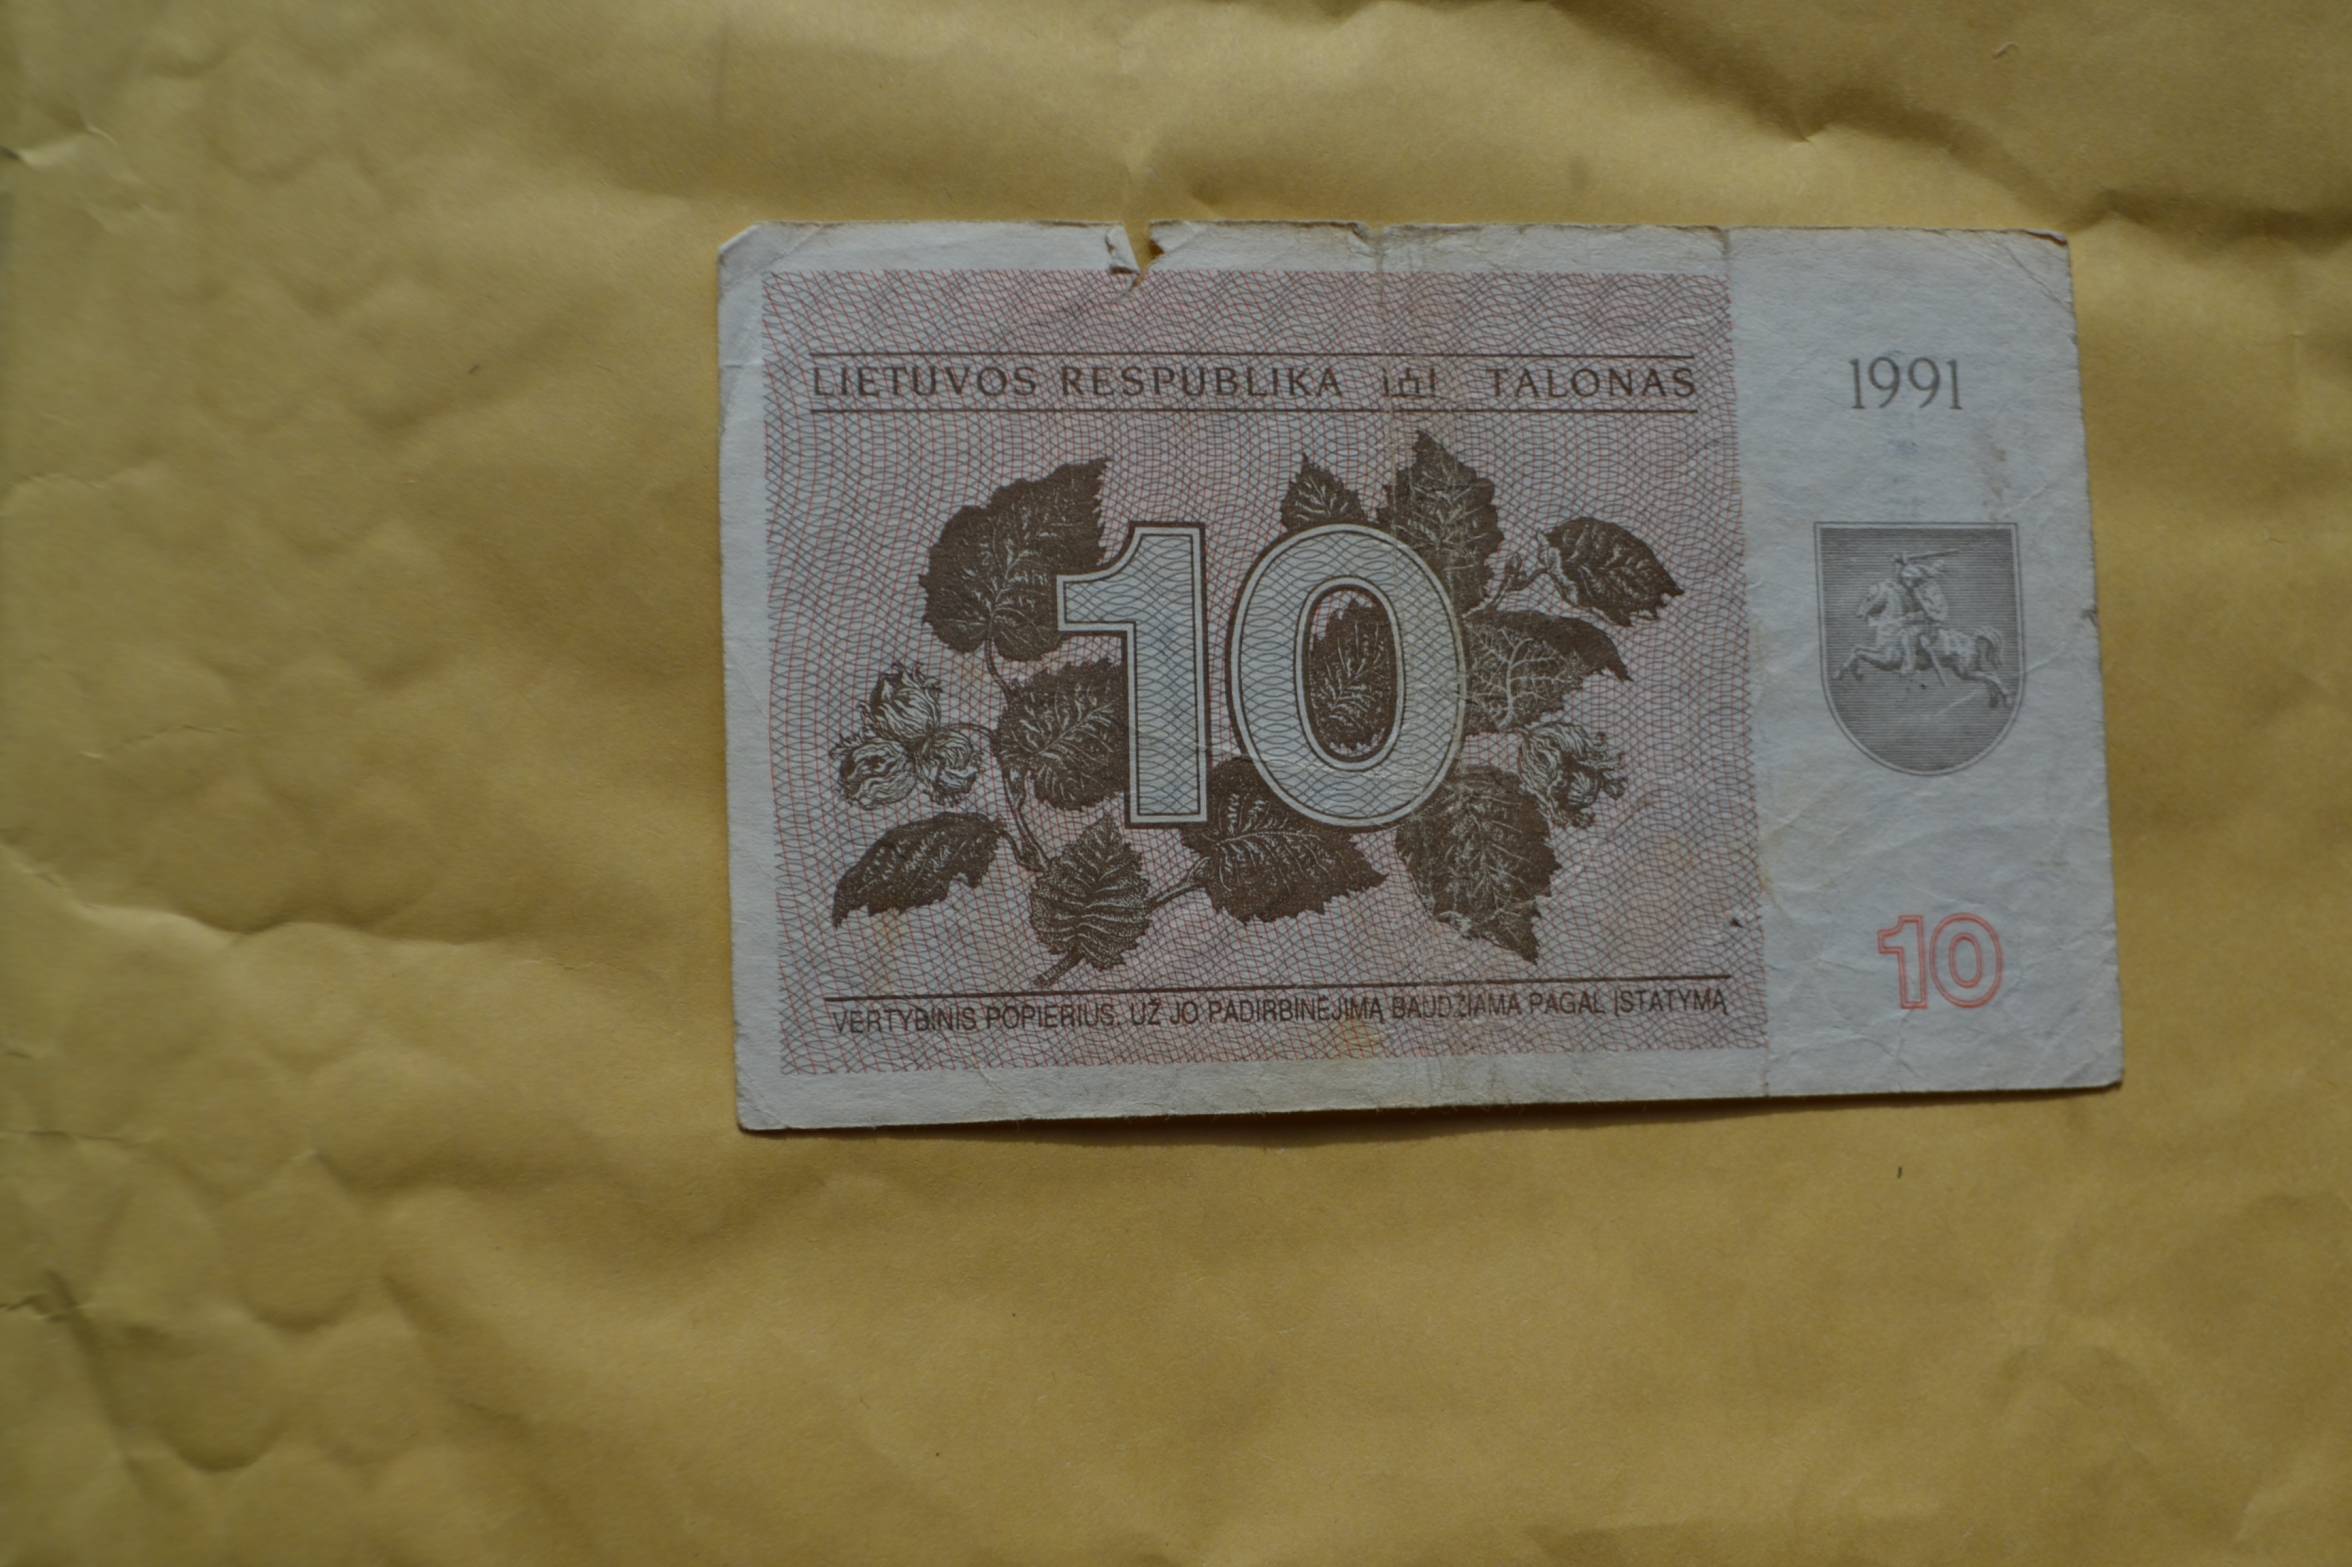 LIETUVOS RESPUBLIKA TALONAS
1991
10
10
VERTYBINIS POPIERIUS. UŽ JO PADIRBINĖJIMĄ BAUDŽIAMA PAGAL ĮSTATYMĄ